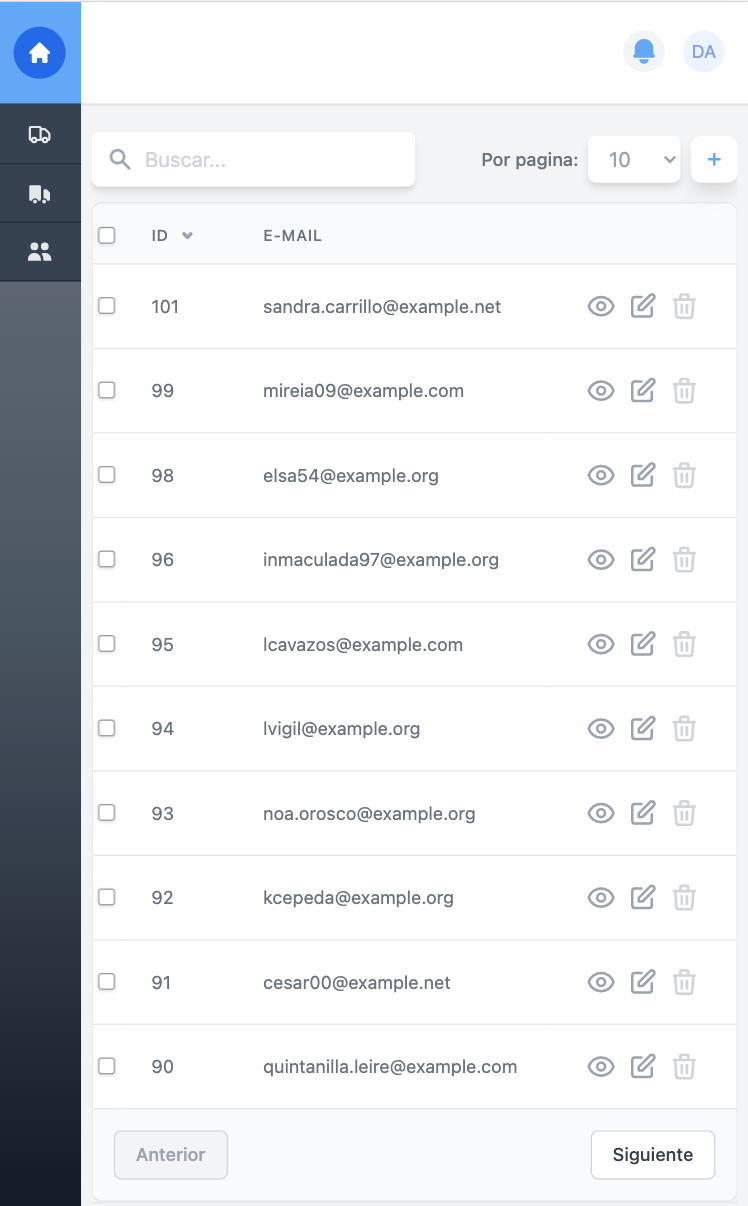 DA
Buscar...
Por pagina: 10 +
ID E-MAIL
101 sandra.carrillo@example.net
99 mireia09@example.com
98 elsa54@example.org
96 inmaculada97@example.org
95 lcavazos@example.com
94 lvigil@example.org
93 noa.orosco@example.org
92 kcepeda@example.org
91 cesar00@example.net
90 quintanilla.leire@example.com
Anterior Siguiente